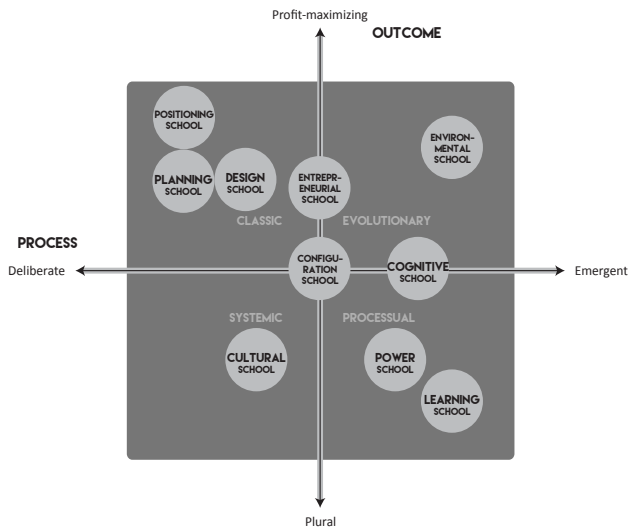 Profit-maximizing
OUTCOME
POSITIONING
SCHOOL
ENVIRON-
MENTAL
SCHOOL
PLANNING
SCHOOL
DESIGN
SCHOOL
ENTREPR-
ENEURIAL
SCHOOL
CLASSIC
EVOLUTIONARY
PROCESS
Deliberate
CONFIGU-
RATION
SCHOOL
COGNITIVE
SCHOOL
Emergent
SYSTEMIC
PROCESSUAL
CULTURAL
SCHOOL
POWER
SCHOOL
LEARNING
SCHOOL
Plural